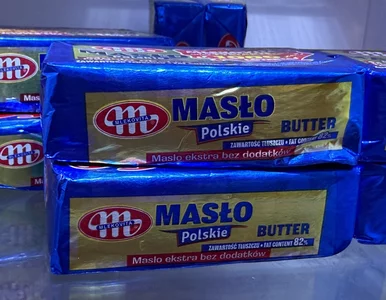 MASŁO
Polskie
BUTTER
MLEKOVITA
ZAWARTOŚĆ TŁUSZCZU • FAT CONTENT 82%
Masło ekstra bez dodatków
MASŁO
Polskie
BUTTER
MLEKOVITA
ZAWARTOŚĆ TŁUSZCZU • FAT CONTENT 82%
Masło ekstra bez dodatków
Mas